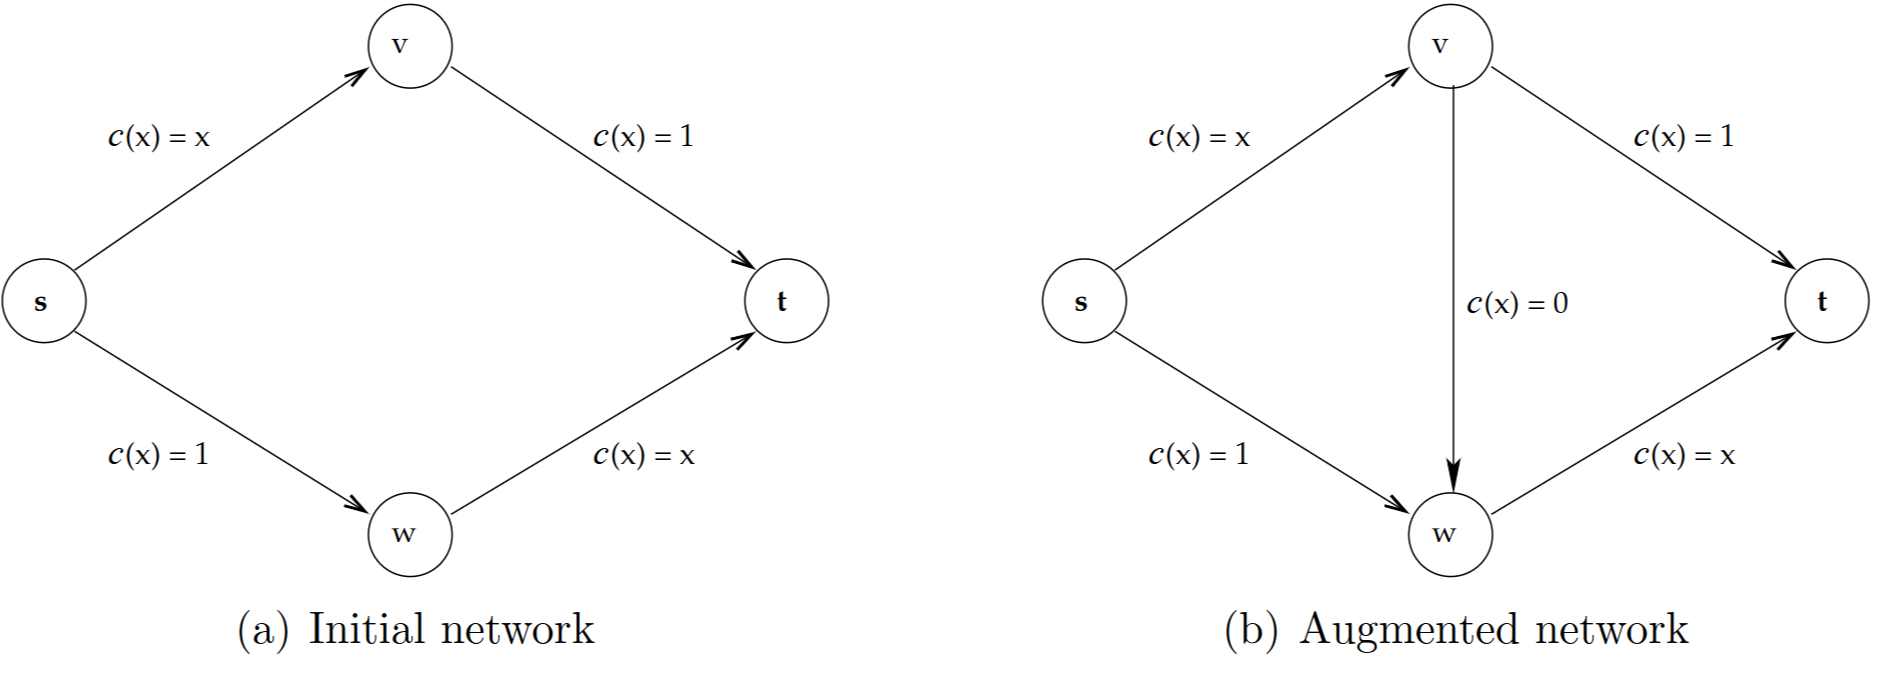 v
c(x) = x
c(x) = 1
s
t
c(x) = 1
c(x) = x
w
(a) Initial network
v
c(x) = x
c(x) = 1
s
c(x) = 0
t
c(x) = 1
c(x) = x
w
(b) Augmented network